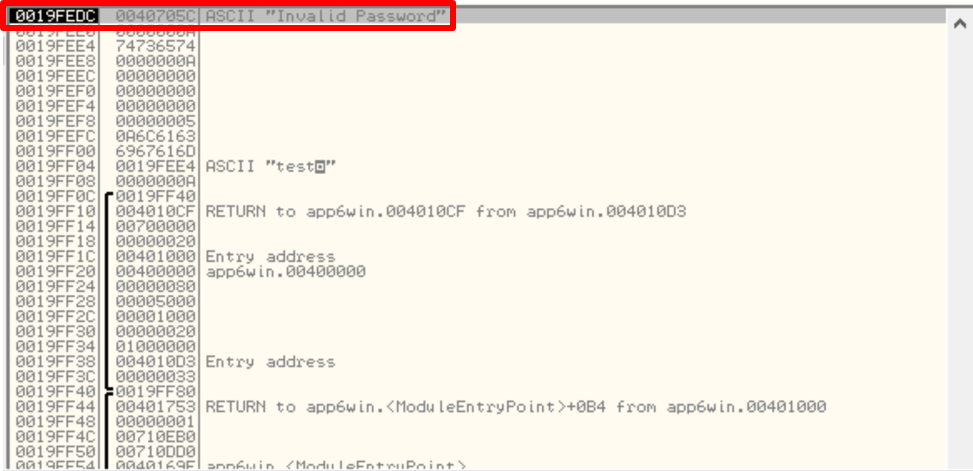 0019FEDC 0040705C ASCII "Invalid Password"
0019FEE0 0000000A
0019FEE4 74736574
0019FEE8 0000000A
0019FEEC 00000000
0019FEF0 00000000
0019FEF4 00000000
0019FEF8 00000005
0019FEFC 0A6C6163
0019FF00 6967616D
0019FF04 0019FEE4 ASCII "test◘"
0019FF08 0000000A
0019FF0C 0019FF40
0019FF10 004010CF RETURN to app6win.004010CF from app6win.004010D3
0019FF14 00700000
0019FF18 00000020
0019FF1C 00401000 Entry address
0019FF20 00400000 app6win.00400000
0019FF24 00000080
0019FF28 00005000
0019FF2C 00001000
0019FF30 00000020
0019FF34 01000000
0019FF38 004010D3 Entry address
0019FF3C 00000033
0019FF40 0019FF80
0019FF44 00401753 RETURN to app6win.<ModuleEntryPoint>+0B4 from app6win.00401000
0019FF48 00000001
0019FF4C 00710EB0
0019FF50 00710DD0
0019FF54 0040169F app6win.<ModuleEntryPoint>